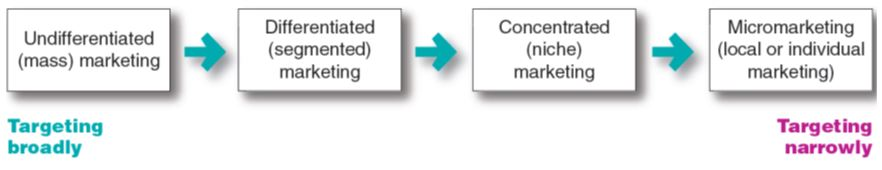 Undifferentiated
(mass) marketing
Differentiated
(segmented)
marketing
Concentrated
(niche)
marketing
Micromarketing
(local or individual
marketing)
Targeting
broadly
Targeting
narrowly